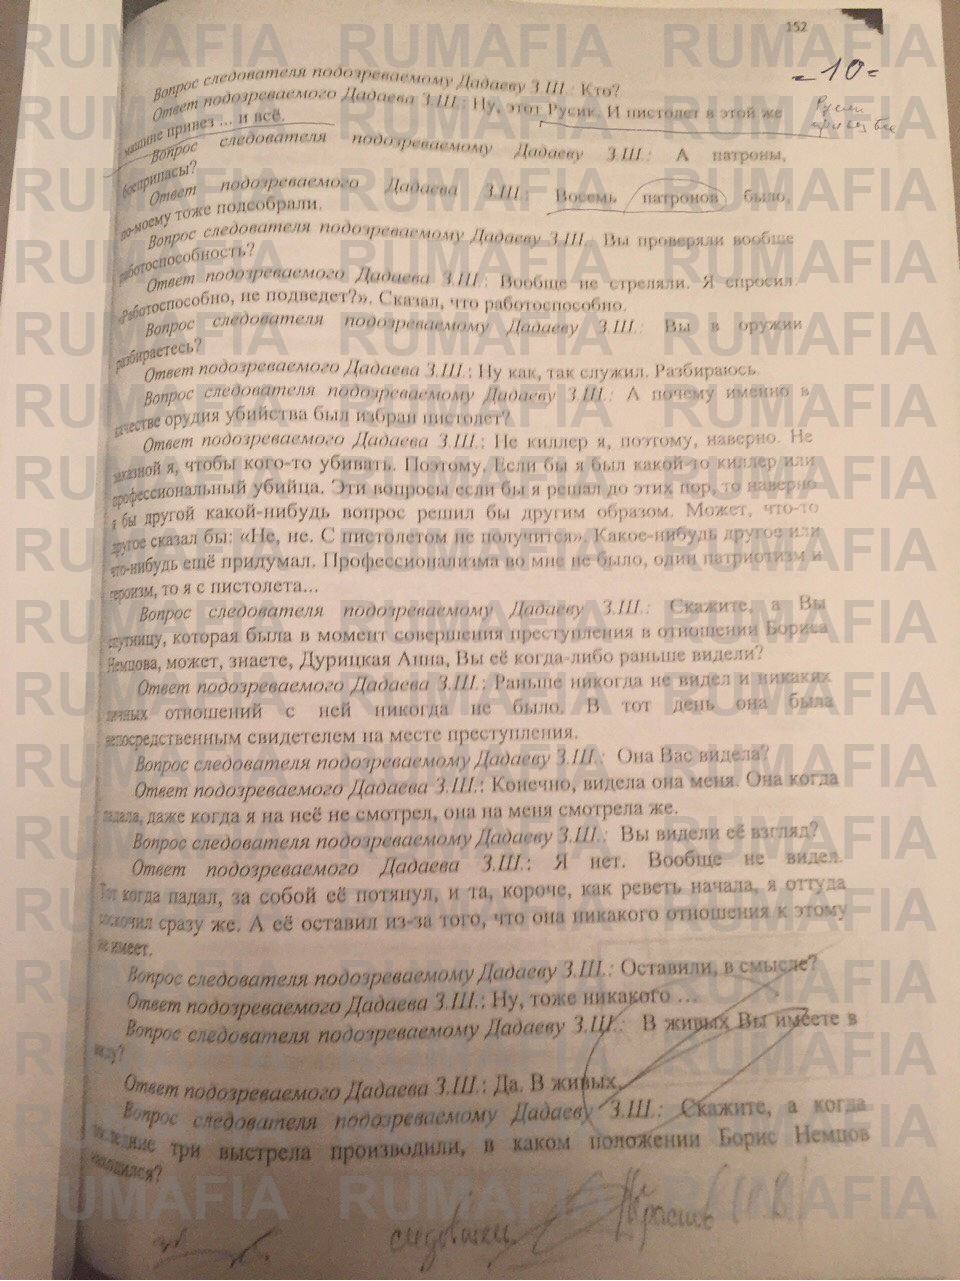 152
-10-
Вопрос следователя подозреваемому Дадаеву З.Ш.: Кто?
Ответ подозреваемого Дадаева З.Ш.: Ну, этот Русик. И пистолет в этой же
машине привез ... и всё.
Вопрос следователя подозреваемому Дадаеву З.Ш.: А патроны,
боеприпасы?
Ответ подозреваемого Дадаева З.Ш.: Восемь патронов было,
по-моему тоже подсобрали.
Вопрос следователя подозреваемому Дадаеву З.Ш. Вы проверяли вообще
работоспособность?
Ответ подозреваемого Дадаева З.Ш.: Вообще не стреляли. Я спросил:
«Работоспособно, не подведет?». Сказал, что работоспособно.
Вопрос следователя подозреваемому Дадаеву З.Ш.: Вы в оружии
разбираетесь?
Ответ подозреваемого Дадаева З.Ш.: Ну как, так служил. Разбираюсь.
Вопрос следователя подозреваемому Дадаеву З.Ш.: А почему именно в
качестве орудия убийства был избран пистолет?
Ответ подозреваемого Дадаева З.Ш.: Не киллер я, поэтому, наверно. Не
заказной я, чтобы кого-то убивать. Поэтому. Если бы я был какой-то киллер или
профессиональный убийца. Эти вопросы если бы я решал до этих пор, то наверно
я бы другой какой-нибудь вопрос решил бы другим образом. Может, что-то
другое сказал бы: «Не, не. С пистолетом не получится». Какое-нибудь другое или
что-нибудь ещё придумал. Профессионализма во мне не было, один патриотизм и
героизм, то я с пистолета...
Вопрос следователя подозреваемому Дадаеву З.Ш.: Скажите, а Вы
спутницу, которая была в момент совершения преступления в отношении Бориса
Немцова, может, знаете, Дурицкая Анна, Вы её когда-либо раньше видели?
Ответ подозреваемого Дадаева З.Ш.: Раньше никогда не видел и никаких
личных отношений с ней никогда не было. В тот день она была
непосредственным свидетелем на месте преступления.
Вопрос следователя подозреваемому Дадаеву З.Ш.: Она Вас видела?
Ответ подозреваемого Дадаева З.Ш.: Конечно, видела она меня. Она когда
падала, даже когда я на неё не смотрел, она на меня смотрела же.
Вопрос следователя подозреваемому Дадаеву З.Ш.: Вы видели её взгляд?
Ответ подозреваемого Дадаева З.Ш.: Я нет. Вообще не видел.
Тот когда падал, за собой её потянул, и та, короче, как реветь начала, я оттуда
соскочил сразу же. А её оставил из-за того, что она никакого отношения к этому
не имеет.
Вопрос следователя подозреваемому Дадаеву З.Ш.: Оставили, в смысле?
Ответ подозреваемого Дадаева З.Ш.: Ну, тоже никакого ...
Вопрос следователя подозреваемому Дадаеву З.Ш.: В живых Вы имеете в
виду?
Ответ подозреваемого Дадаева З.Ш.: Да. В живых.
Вопрос следователя подозреваемому Дадаеву З.Ш.: Скажите, а когда
последние три выстрела производили, в каком положении Борис Немцов
находился?
RUMAFIA